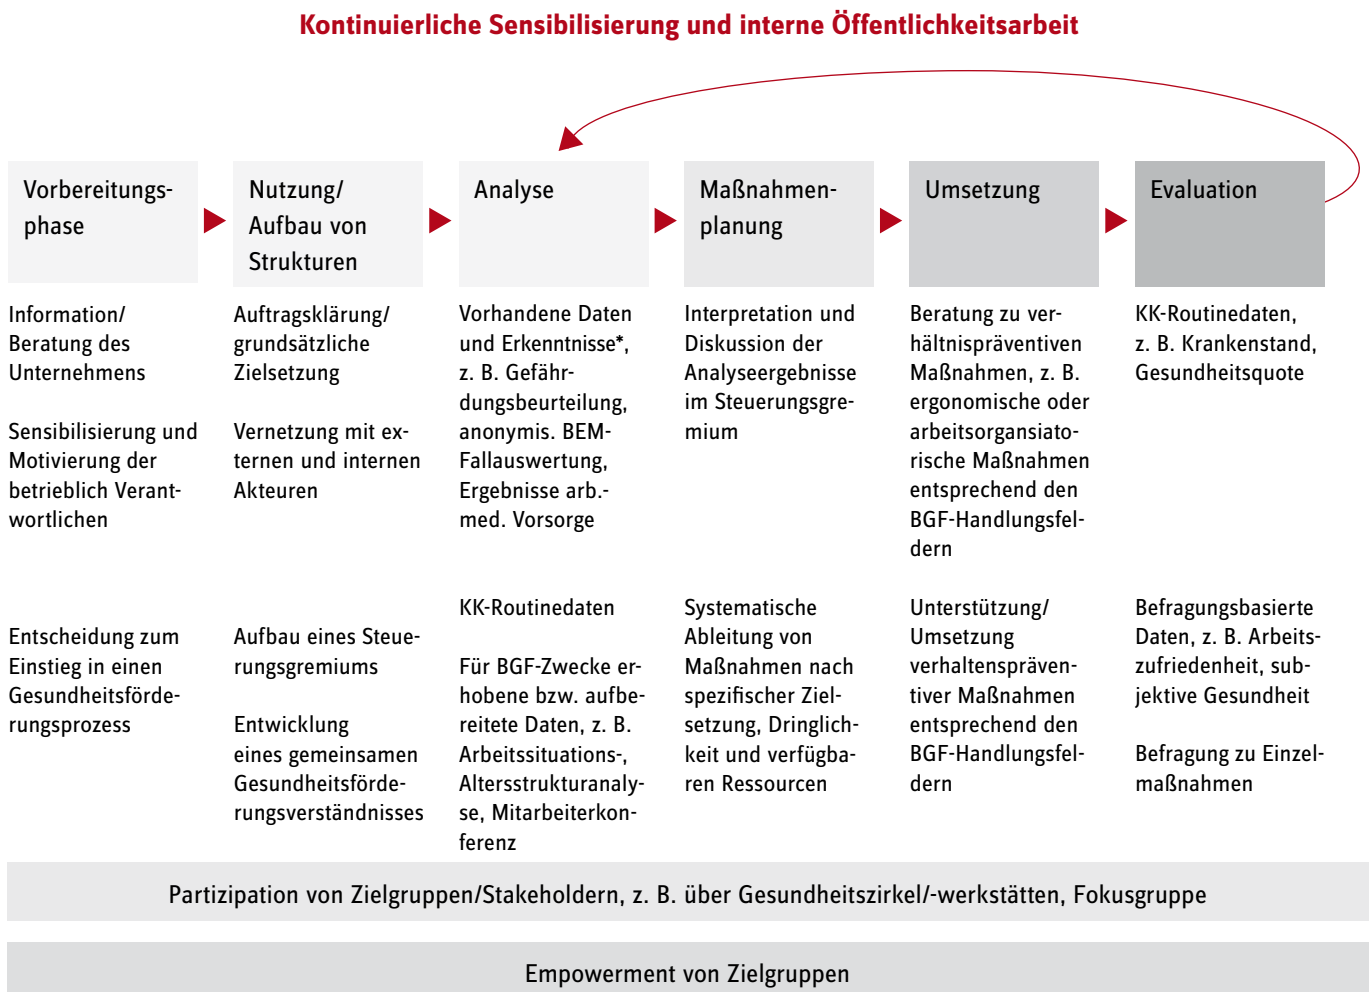 Kontinuierliche Sensibilisierung und interne Öffentlichkeitsarbeit
Vorbereitungs-
phase
Nutzung/
Aufbau von
Strukturen
Analyse
Maßnahmen-
planung
Umsetzung
Evaluation
Information/
Beratung des
Unternehmens
Sensibilisierung und
Motivierung der
betrieblich Verant-
wortlichen
Entscheidung zum
Einstieg in einen
Gesundheitsförde-
rungsprozess
Auftragsklärung/
grundsätzliche
Zielsetzung
Vernetzung mit ex-
ternen und internen
Akteuren
Aufbau eines Steue-
rungsgremiums
Entwicklung
eines gemeinsamen
Gesundheitsförde-
rungsverständnisses
Vorhandene Daten
und Erkenntnisse*,
z. B. Gefähr-
dungsbeurteilung,
anonymis. BEM-
Fallauswertung,
Ergebnisse arb.-
med. Vorsorge
KK-Routinedaten
Für BGF-Zwecke er-
hobene bzw. aufbe-
reitete Daten, z. B.
Arbeitssituations-,
Altersstrukturanaly-
se, Mitarbeiterkon-
ferenz
Interpretation und
Diskussion der
Analyseergebnisse
im Steuerungsgre-
mium
Systematische
Ableitung von
Maßnahmen nach
spezifischer Ziel-
setzung, Dringlich-
keit und verfügba-
ren Ressourcen
Beratung zu ver-
hältnispräventiven
Maßnahmen, z. B.
ergonomische oder
arbeitsorgansiato-
rische Maßnahmen
entsprechend den
BGF-Handlungsfel-
dern
Unterstützung/
Umsetzung
verhaltenspräven-
tiver Maßnahmen
entsprechend den
BGF-Handlungsfel-
dern
KK-Routinedaten,
z. B. Krankenstand,
Gesundheitsquote
Befragungsbasierte
Daten, z. B. Arbeits-
zufriedenheit, sub-
jektive Gesundheit
Befragung zu Einzel-
maßnahmen
Partizipation von Zielgruppen/Stakeholdern, z. B. über Gesundheitszirkel/-werkstätten, Fokusgruppe
Empowerment von Zielgruppen